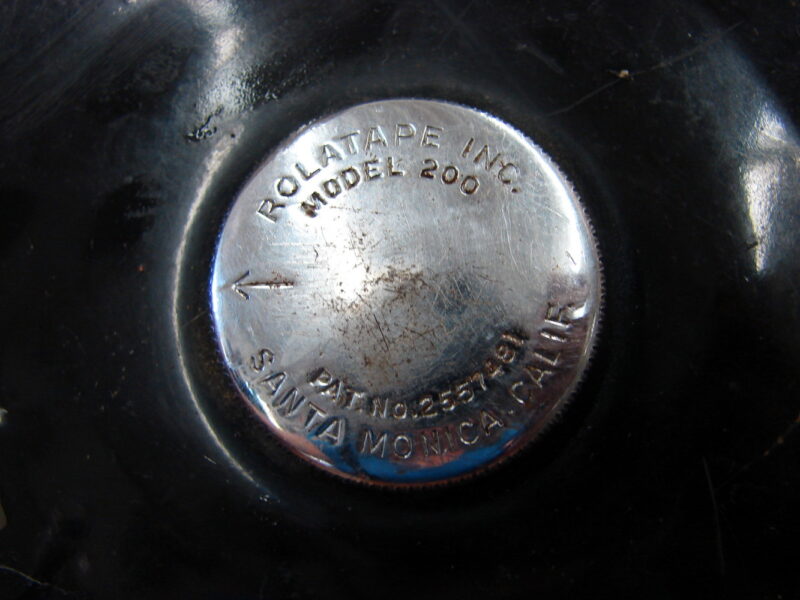 ROLATAPE INC.
MODEL 200
PAT. NO. 2557491
SANTA MONICA, CALIF